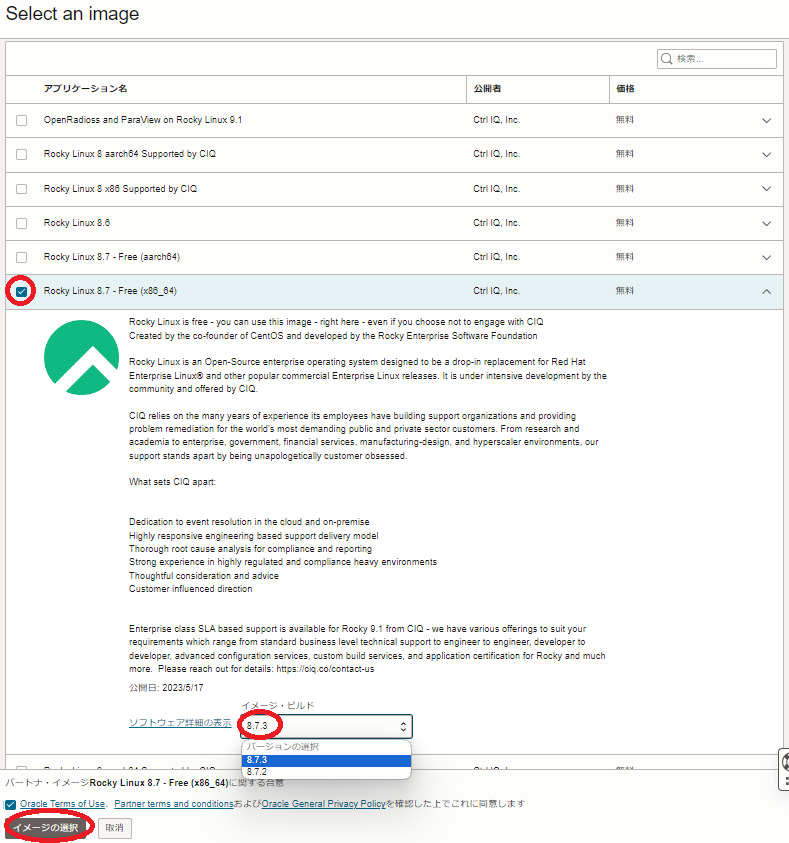 Select an image
検索...
アプリケーション名 公開者 価格
OpenRadioss and ParaView on Rocky Linux 9.1 Ctrl IQ, Inc. 無料
Rocky Linux 8 aarch64 Supported by CIQ Ctrl IQ, Inc. 無料
Rocky Linux 8 x86 Supported by CIQ Ctrl IQ, Inc. 無料
Rocky Linux 8.6 Ctrl IQ, Inc. 無料
Rocky Linux 8.7 - Free (aarch64) Ctrl IQ, Inc. 無料
Rocky Linux 8.7 - Free (x86_64) Ctrl IQ, Inc. 無料
Rocky Linux is free - you can use this image - right here - even if you choose not to engage with CIQ
Created by the co-founder of CentOS and developed by the Rocky Enterprise Software Foundation
Rocky Linux is an Open-Source enterprise operating system designed to be a drop-in replacement for Red Hat
Enterprise Linux® and other popular commercial Enterprise Linux releases. It is under intensive development by the
community and offered by CIQ.
CIQ relies on the many years of experience its employees have building support organizations and providing
problem remediation for the world's most demanding public and private sector customers. From research and
academia to enterprise, government, financial services, manufacturing-design, and hyperscaler environments, our
support stands apart by being unapologetically customer obsessed.
What sets CIQ apart:
Dedication to event resolution in the cloud and on-premise
Highly responsive engineering based support delivery model
Thorough root cause analysis for compliance and reporting
Strong experience in highly regulated and compliance heavy environments
Thoughtful consideration and advice
Customer influenced direction
Enterprise class SLA based support is available for Rocky 9.1 from CIQ - we have various offerings to suit your
requirements which range from standard business level technical support to engineer to engineer, developer to
developer, advanced configuration services, custom build services, and application certification for Rocky and much
more. Please reach out for details: https://ciq.co/contact-us
公開日: 2023/5/17
イメージ・ビルド
ソフトウェア詳細の表示 8.7.3
バージョンの選択
8.7.3
8.7.2
パートナ・イメージRocky Linux 8.7 - Free (x86_64)に関する合意
Oracle Terms of Use、Partner terms and conditionsおよびOracle General Privacy Policyを確認した上でこれに同意します
イメージの選択 取消